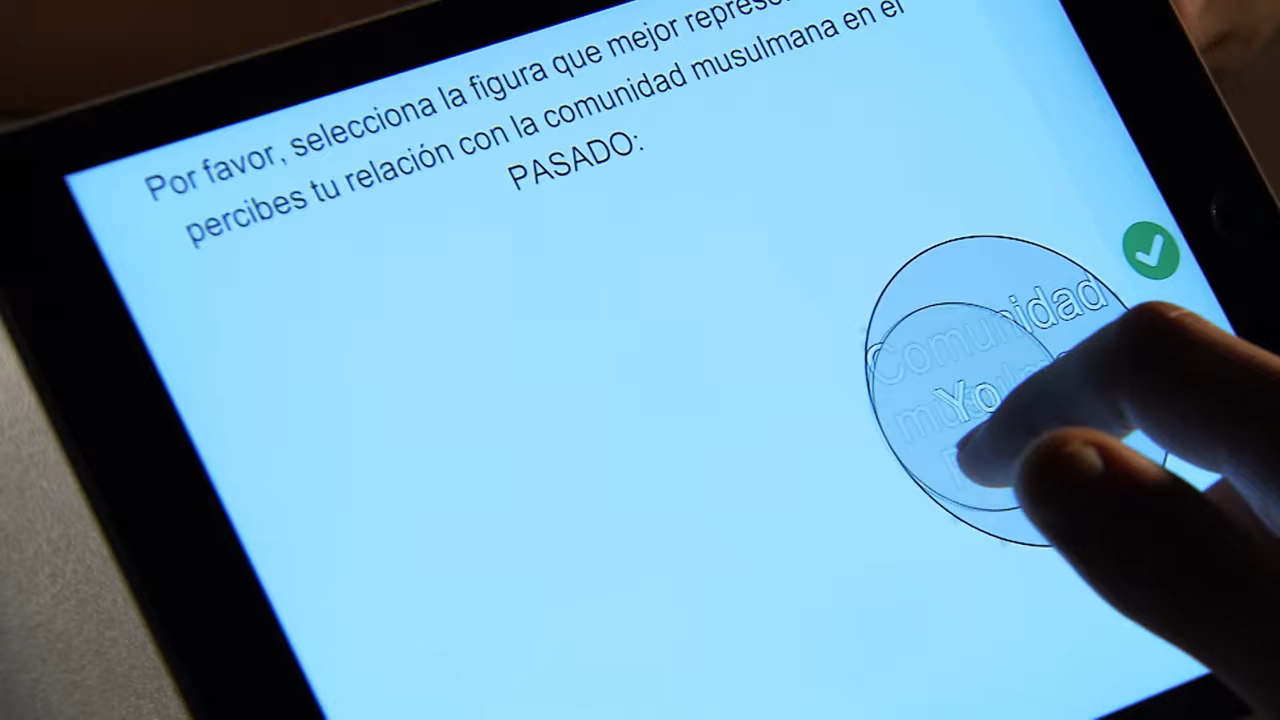 Por favor, selecciona la figura que mejor
percibes tu relación con la comunidad musulmana en el
PASADO:
Comunidad
Yo